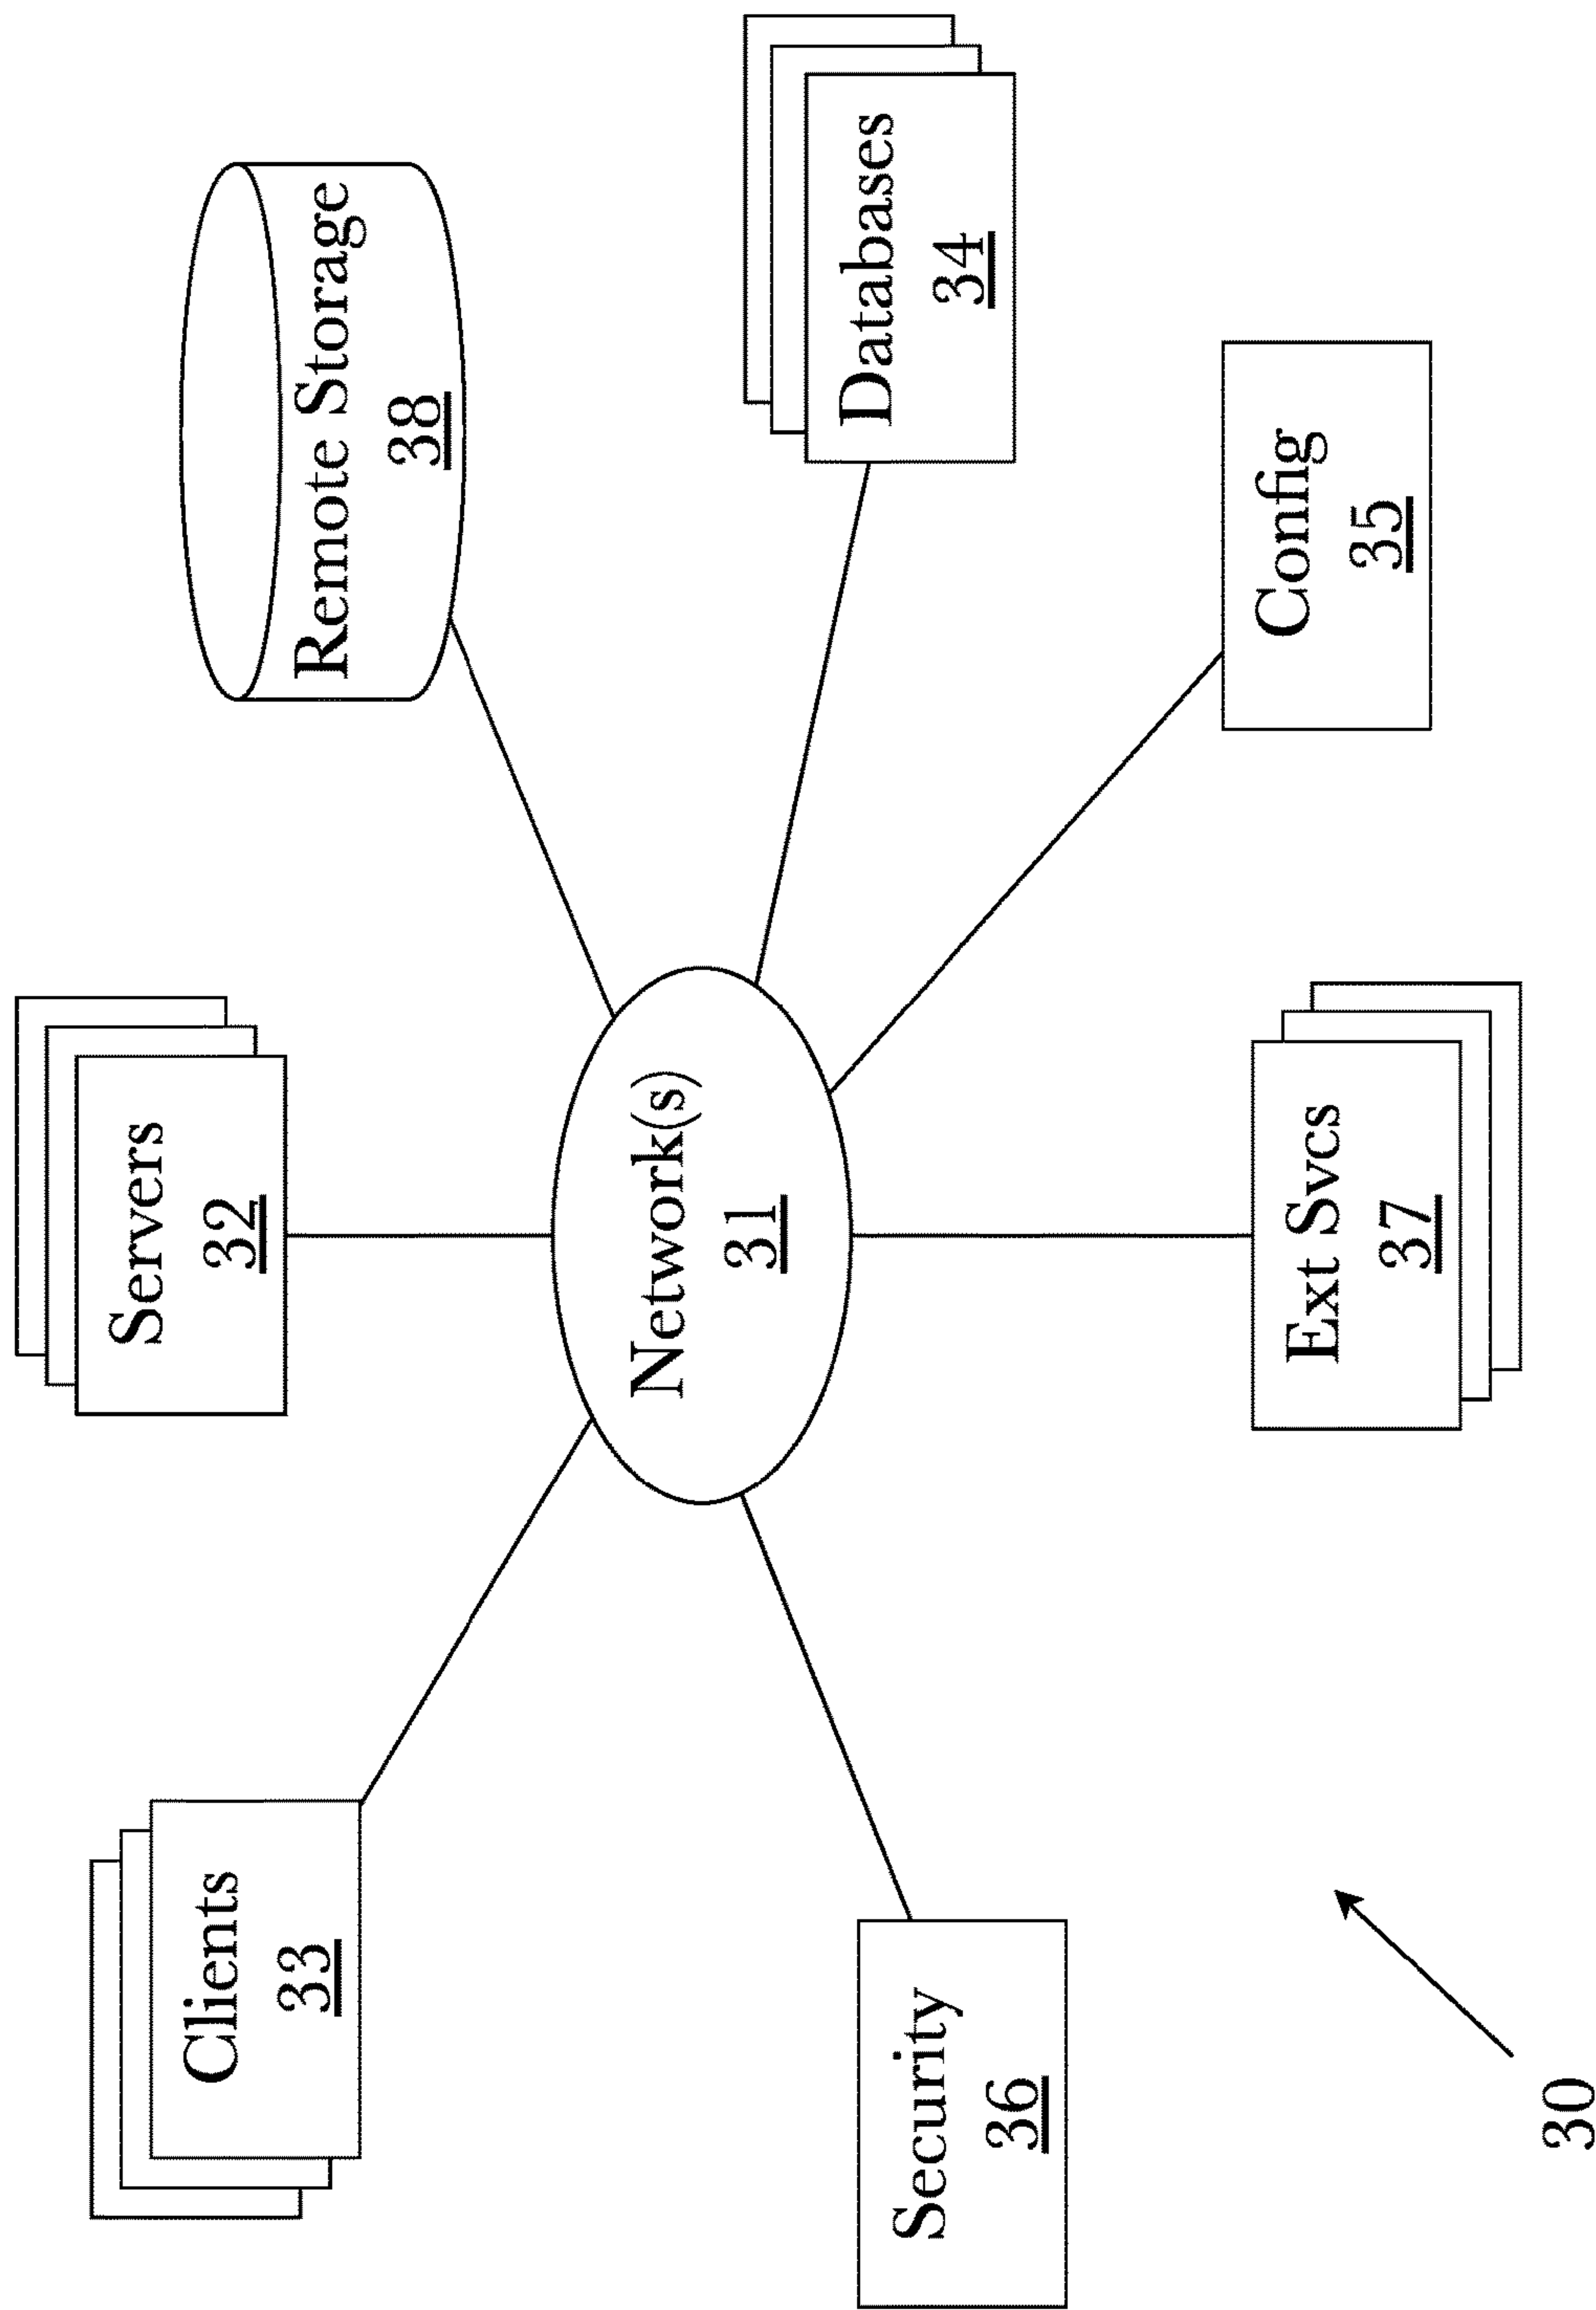 Servers
32
Remote Storage
38
Clients
33
Network(s)
31
Databases
34
Security
36
Ext Svcs
37
Config
35
30